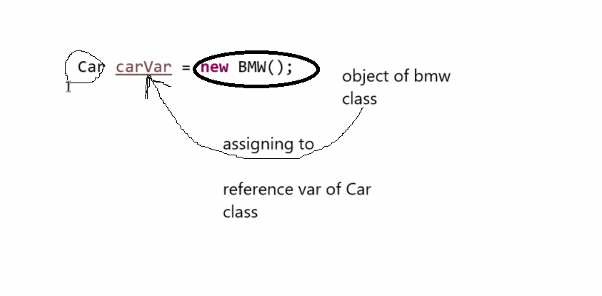 Car carVar = new BMW();
object of bmw
class
assigning to
reference var of Car
class